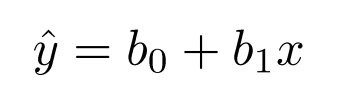 ŷ = b₀ + b₁x